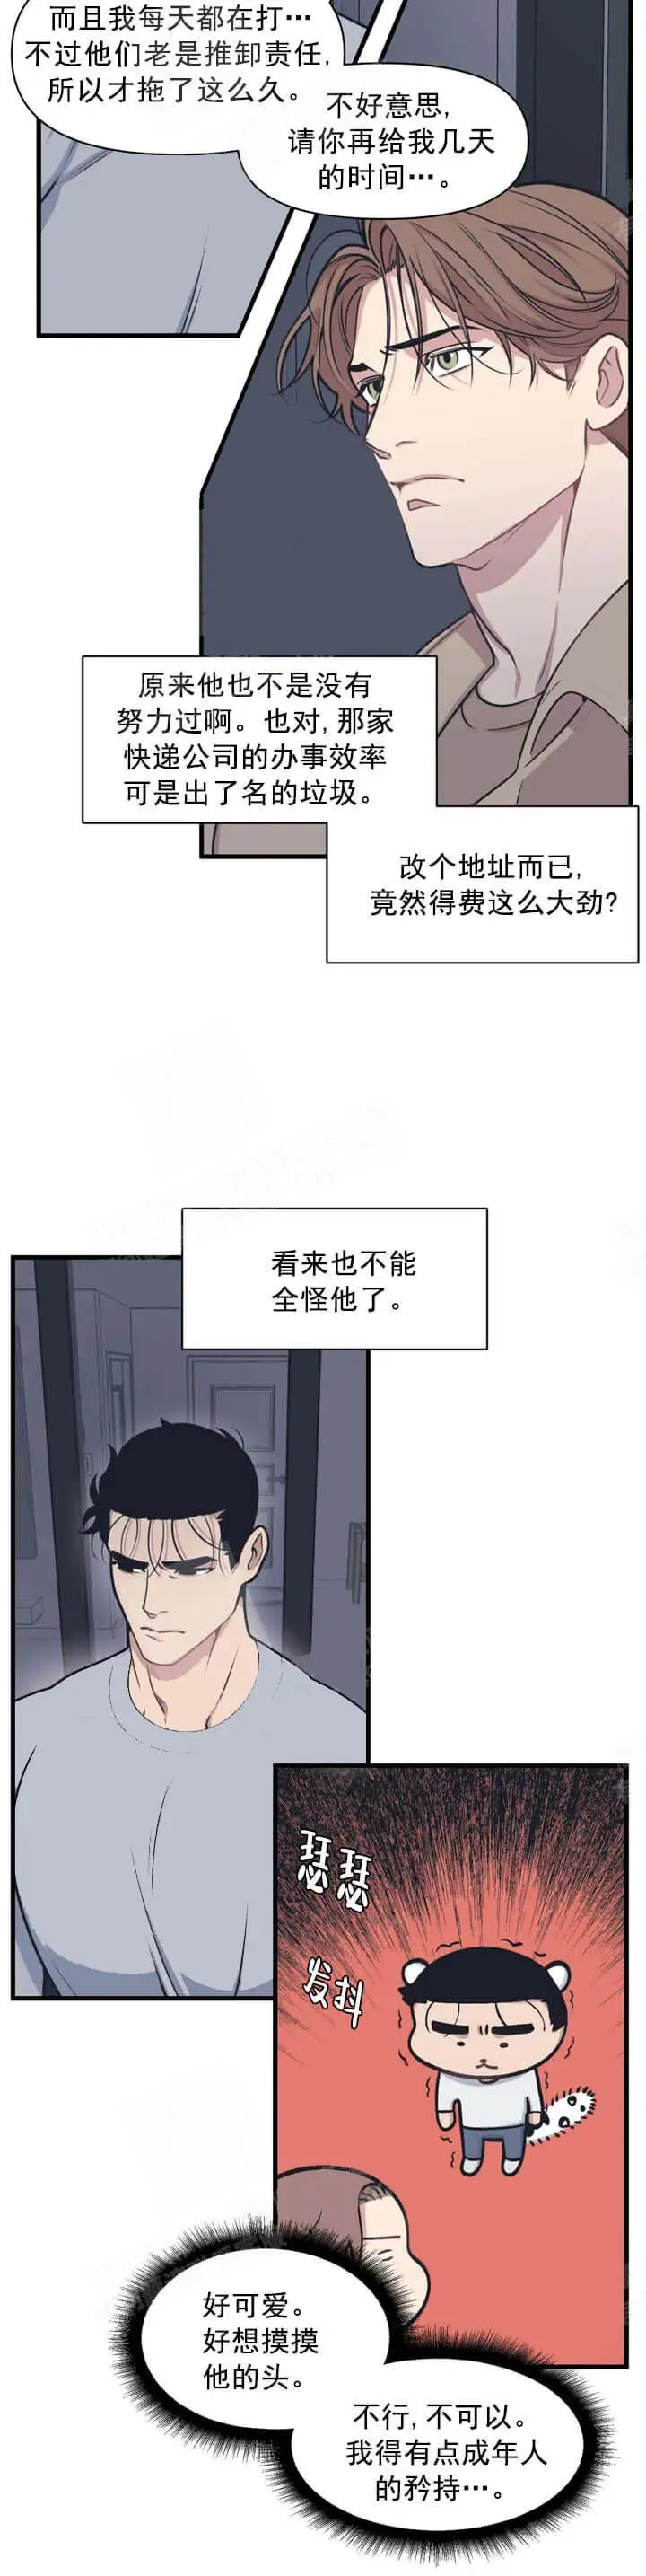 而且我每天都在打…
不过他们老是推卸责任,
所以才拖了这么久。
不好意思,
请你再给我几天
的时间…。
原来他也不是没有
努力过啊。也对,那家
快递公司的办事效率
可是出了名的垃圾。
改个地址而已,
竟然得费这么大劲?
看来也不能
全怪他了。
瑟瑟
发抖
好可爱。
好想摸摸
他的头。
不行,不可以。
我得有点成年人
的矜持…。